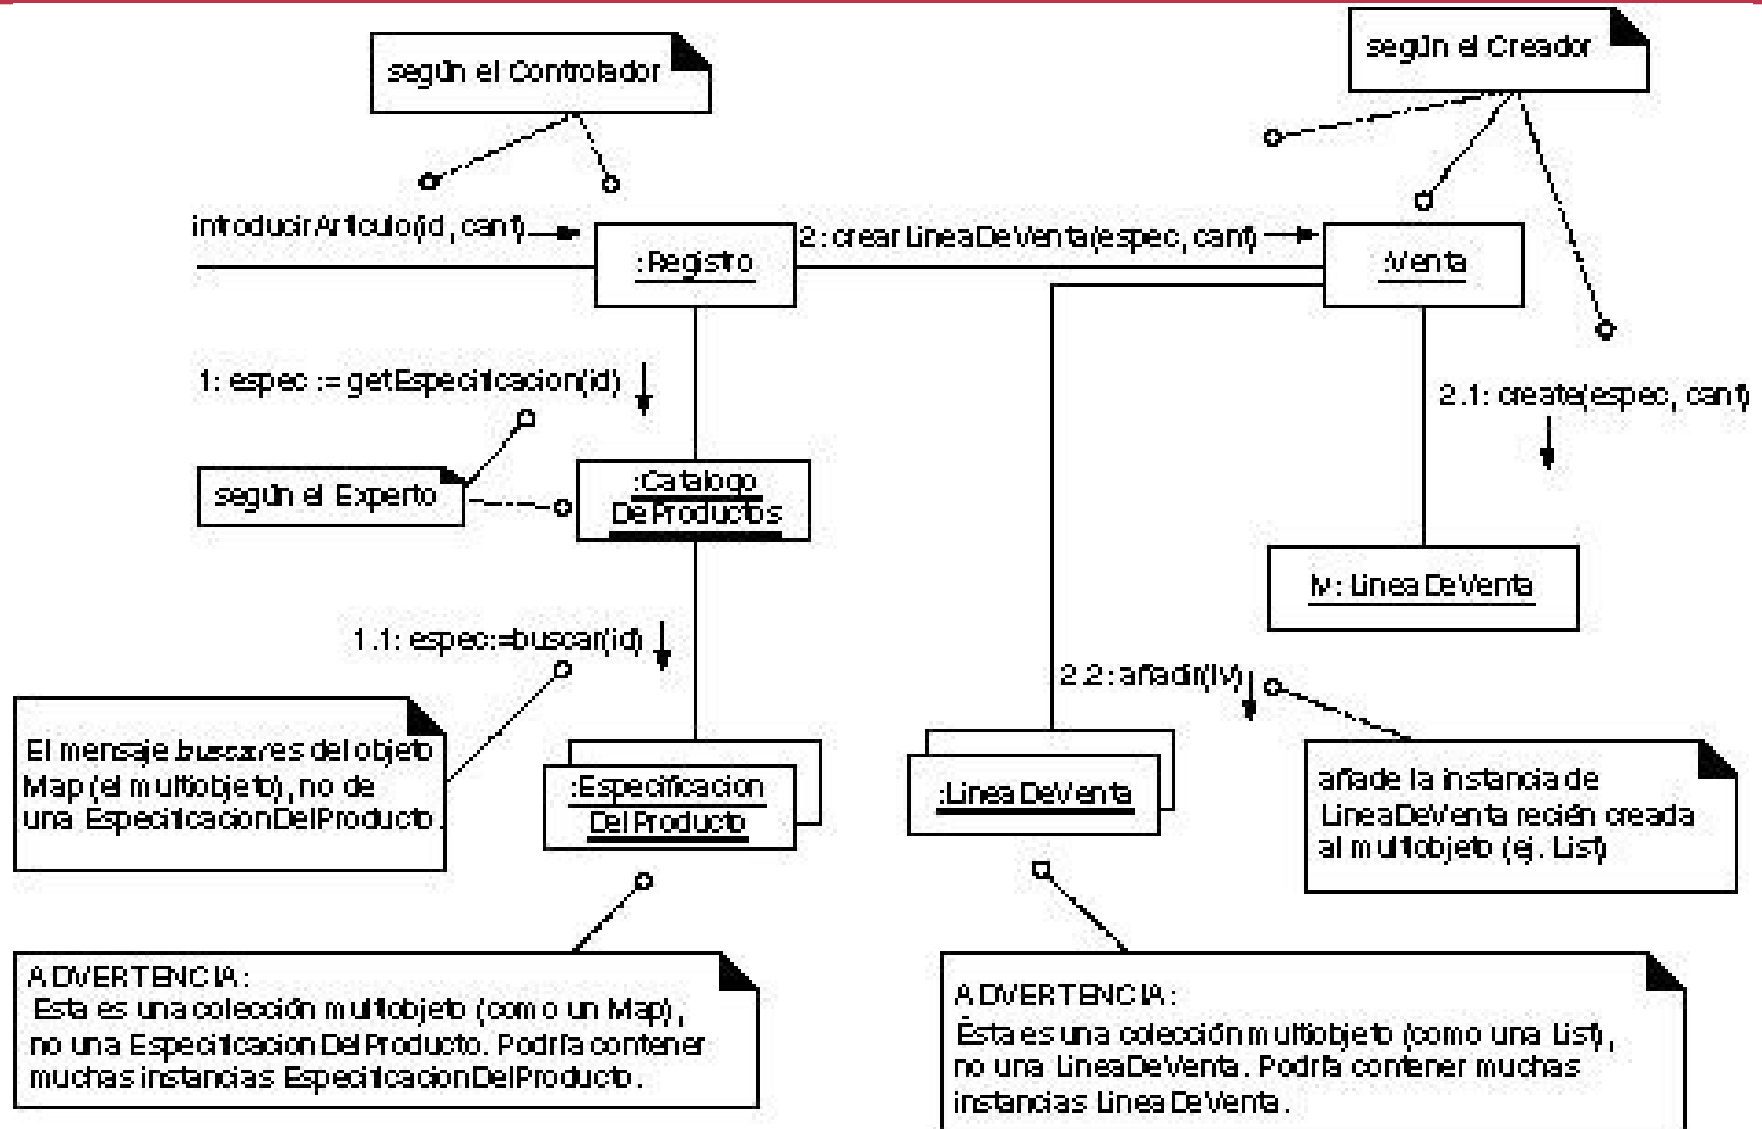 según el Controlador
según el Creador
introducirArticulo(id, cant)
:Registro
2: crearLineaDeVenta(espec, cant)
:Venta
1: espec := getEspecificacion(id)
2.1: create(espec, cant)
según el Experto
:Catalogo
DeProductos
lv: LineaDeVenta
1.1: espec:=buscar(id)
2.2: añadir(lv)
El mensaje buscar es del objeto
Map (el multiobjeto), no de
una EspecificacionDelProducto.
:Especificacion
DelProducto
:LineaDeVenta
añade la instancia de
LineaDeVenta recién creada
al multiobjeto (ej. List)
ADVERTENCIA:
Esta es una colección multiobjeto (como un Map),
no una EspecificacionDelProducto. Podría contener
muchas instancias EspecificacionDelProducto.
ADVERTENCIA:
Ésta es una colección multiobjeto (como una List),
no una LineaDeVenta. Podría contener muchas
instancias LineaDeVenta.